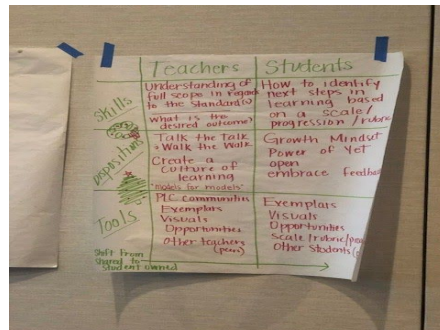 Teachers
Students
Skills
Understanding of
full scope in regards
to the Standard(s)
What is the
desired outcome?
How to identify
next steps in
learning based
on a scale/
progression/rubric
Dispositions
Talk the Talk
Walk the Walk
Create a
culture of
learning
"models for models"
Growth Mindset
Power of Yet
open
embrace feedback
Tools
PLC communities
Exemplars
Visuals
Opportunities
other teachers
(peers)
Exemplars
Visuals
Opportunities
Scale/rubric/
Other Students
Shift from
Shared to
Student owned